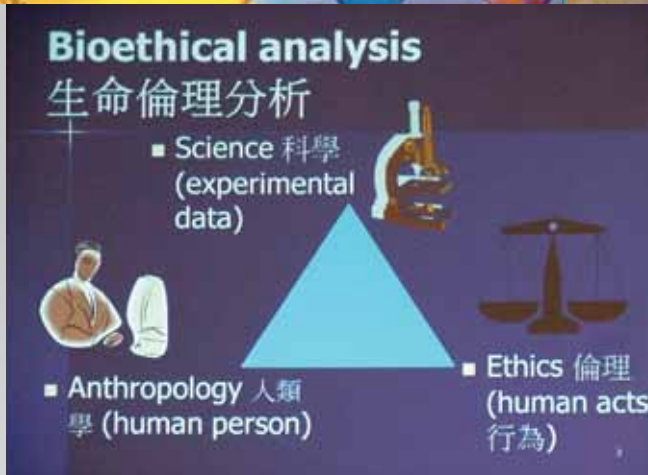 Bioethical analysis
生命倫理分析
■ Science 科學
(experimental
data)
■ Anthropology 人類
學 (human person)
■ Ethics 倫理
(human acts
行為)